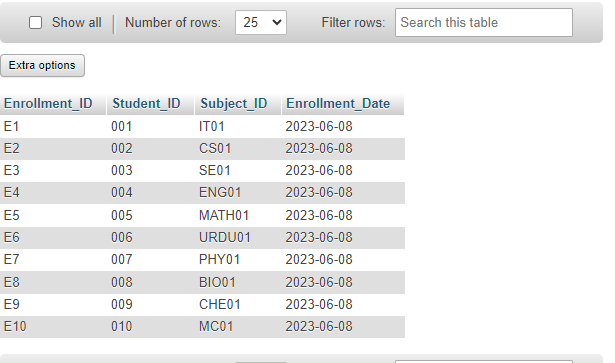 Show all Number of rows: 25 Filter rows: Search this table
Extra options
Enrollment_ID Student_ID Subject_ID Enrollment_Date
E1 001 IT01 2023-06-08
E2 002 CS01 2023-06-08
E3 003 SE01 2023-06-08
E4 004 ENG01 2023-06-08
E5 005 MATH01 2023-06-08
E6 006 URDU01 2023-06-08
E7 007 PHY01 2023-06-08
E8 008 BIO01 2023-06-08
E9 009 CHE01 2023-06-08
E10 010 MC01 2023-06-08